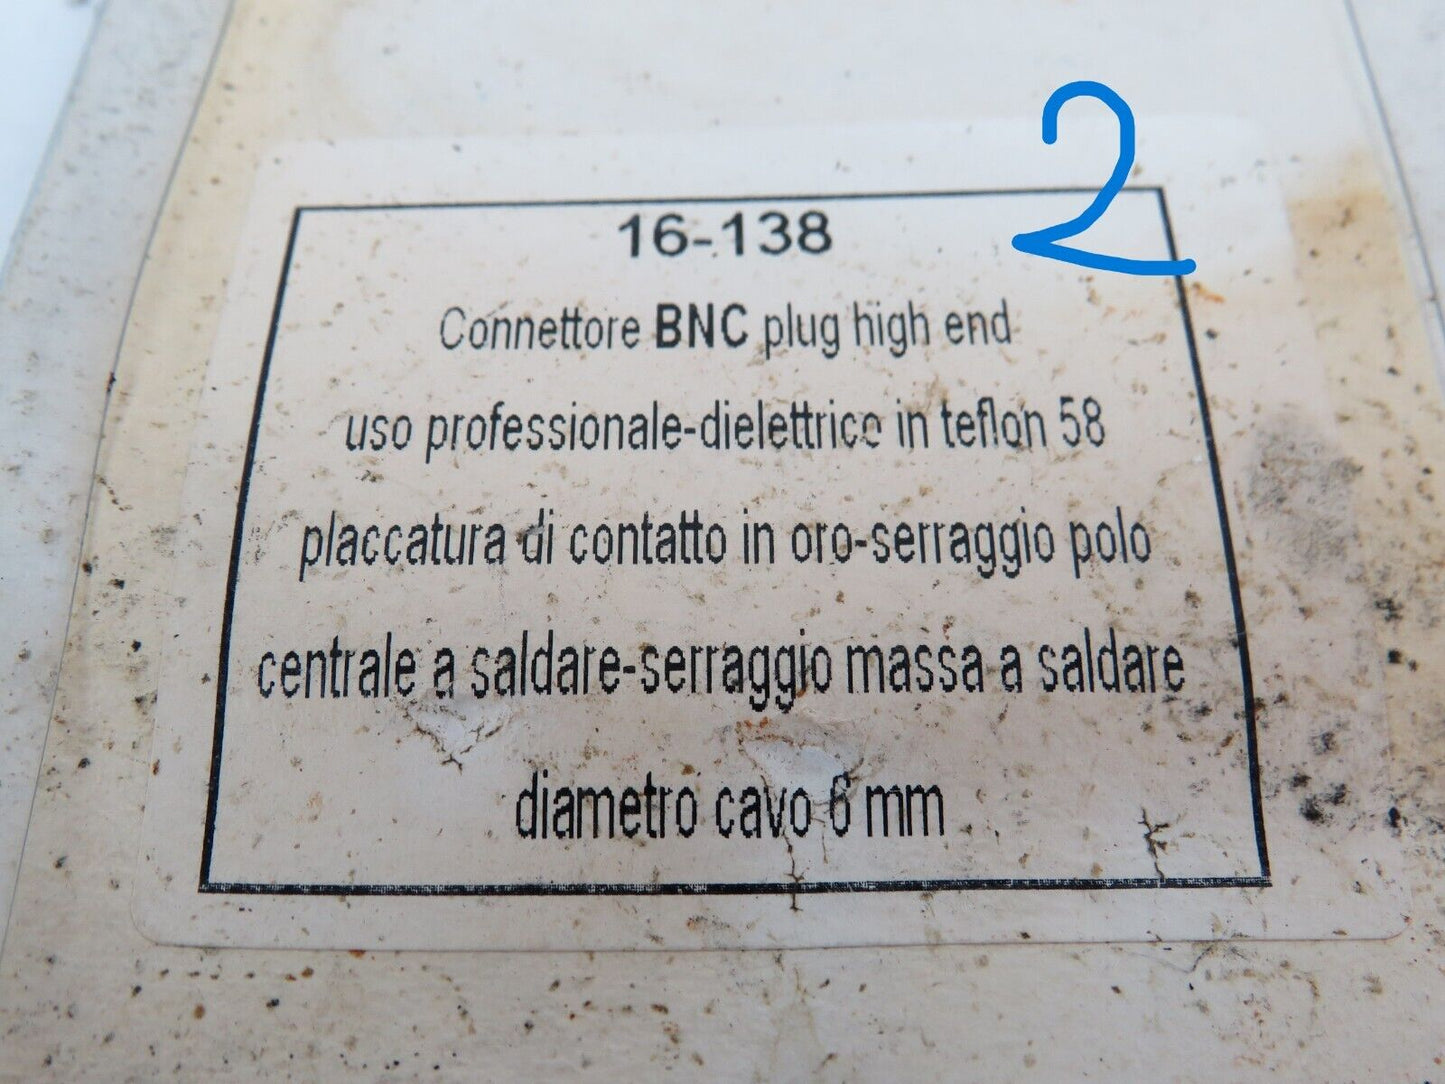 2
16-138
Connettore BNC plug high end
uso professionale-dielettrice in teflon 58
placcatura di contatto in oro-serraggio polo
centrale a saldare-serraggio massa a saldare
diametro cavo 6 mm